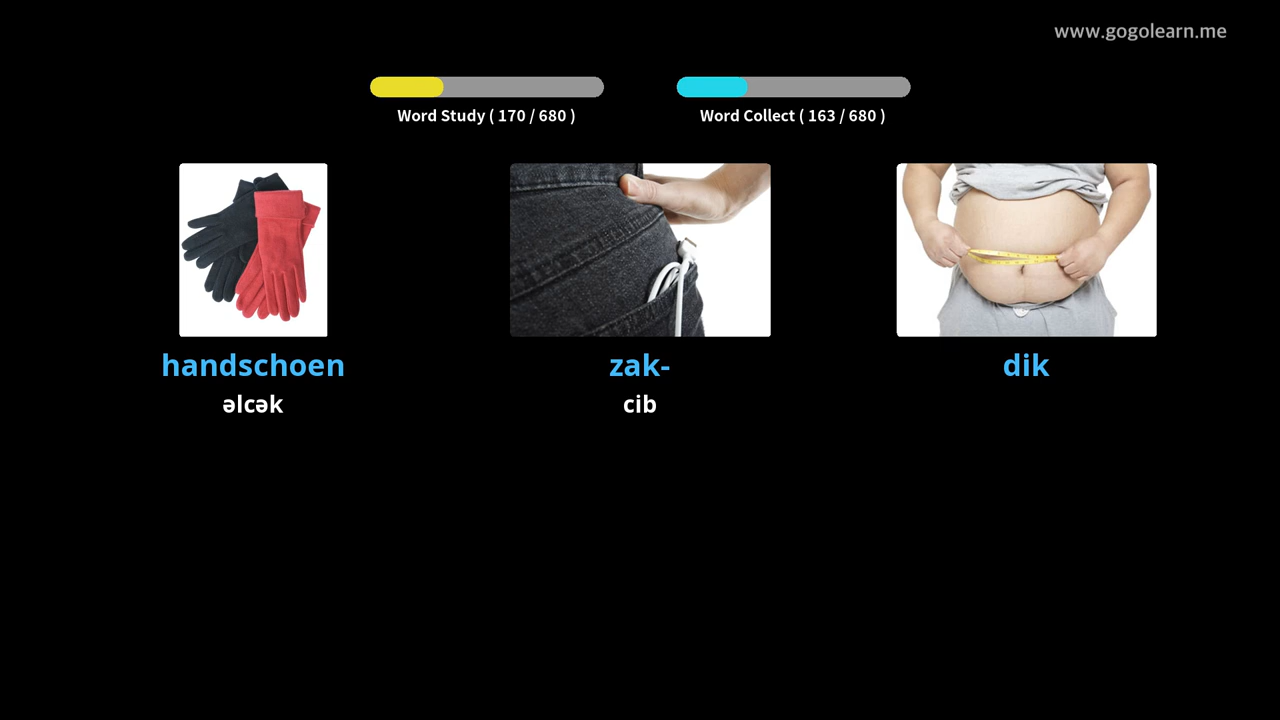 www.gogolearn.me
Word Study ( 170 / 680 )
Word Collect ( 163 / 680 )
handschoen
zak-
dik
əlcək
cib